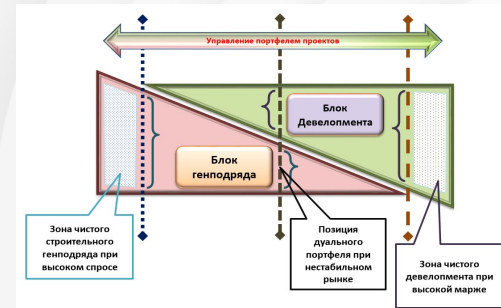 Управление портфелем проектов
Блок
Девелопмента
Блок
генподряда
Зона чистого
строительного
генподряда при
высоком спросе
Позиция
дуального
портфеля при
нестабильном
рынке
Зона чистого
девелопмента при
высокой марже